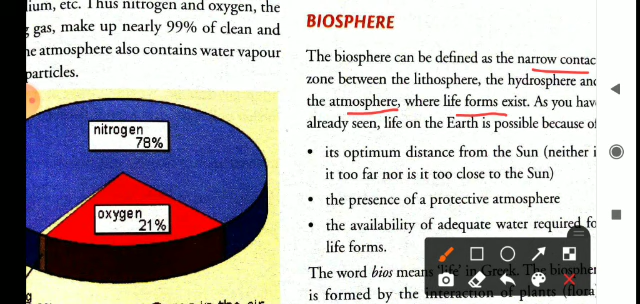 ium, etc. Thus nitrogen and oxygen, the
gas, make up nearly 99% of clean and
atmosphere also contains water vapour
particles.
nitrogen
78%
oxygen
21%
BIOSPHERE
The biosphere can be defined as the narrow contac
zone between the lithosphere, the hydrosphere and
the atmosphere, where life forms exist. As you hav
already seen, life on the Earth is possible because of
• its optimum distance from the Sun (neither i
it too far nor is it too close to the Sun)
• the presence of a protective atmosphere
• the availability of adequate water required fo
life forms.
The word bios means 'life' in Greek. The biospher
is formed by the interaction of plants (flora